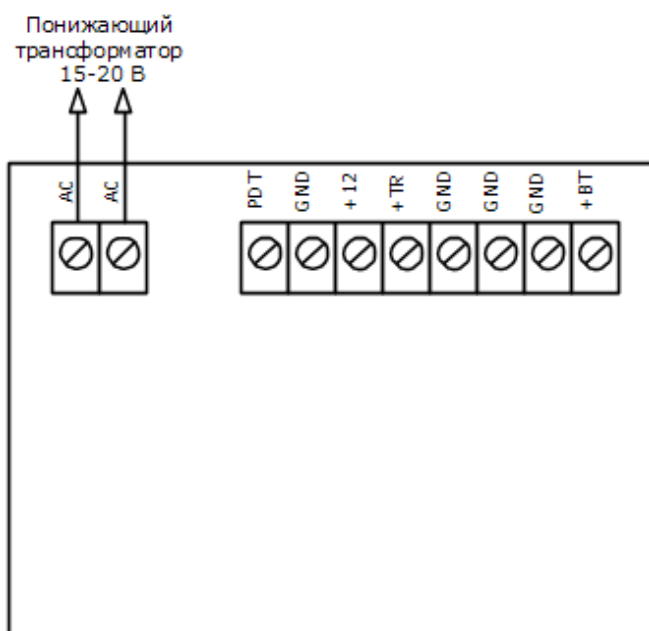 Понижающий
трансформатор
15-20 В
AC
AC
PDT
GND
+12
+TR
GND
GND
GND
+BT